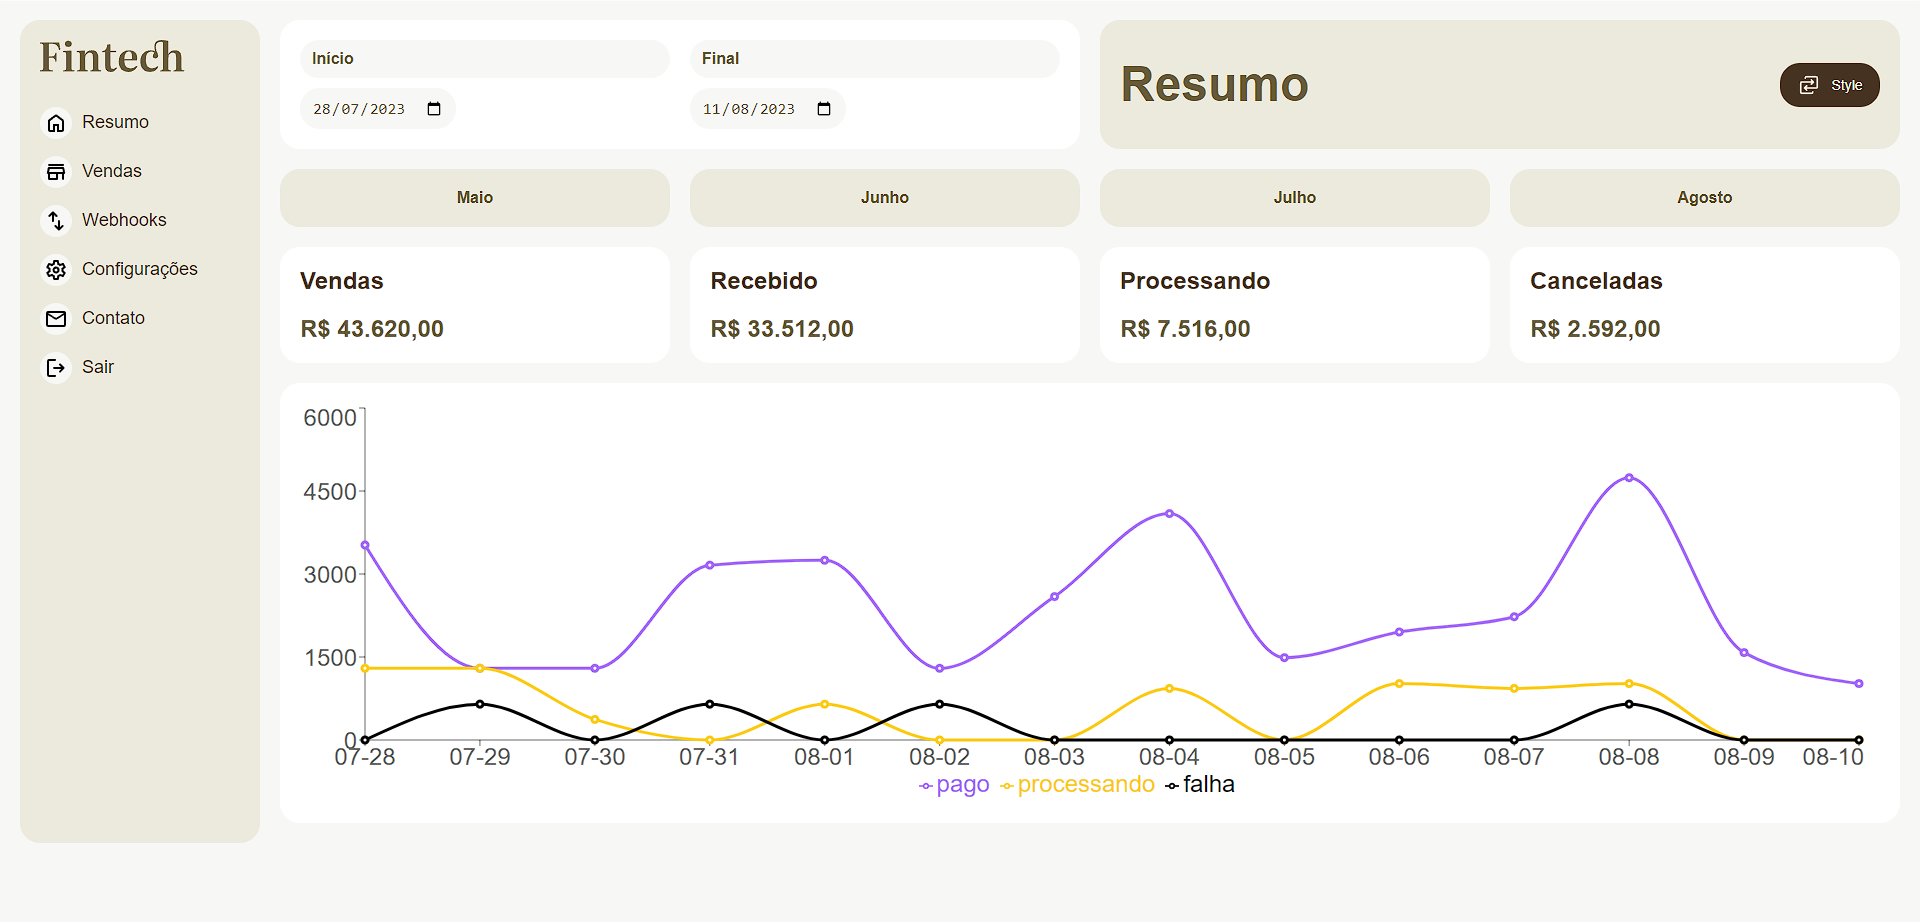 Fintech
Resumo
Vendas
Webhooks
Configurações
Contato
Sair
Início
28/07/2023
Final
11/08/2023
Resumo
Style
Maio
Junho
Julho
Agosto
Vendas
R$ 43.620,00
Recebido
R$ 33.512,00
Processando
R$ 7.516,00
Canceladas
R$ 2.592,00
6000
4500
3000
1500
0
07-28 07-29 07-30 07-31 08-01 08-02 08-03 08-04 08-05 08-06 08-07 08-08 08-09 08-10
pago processando falha